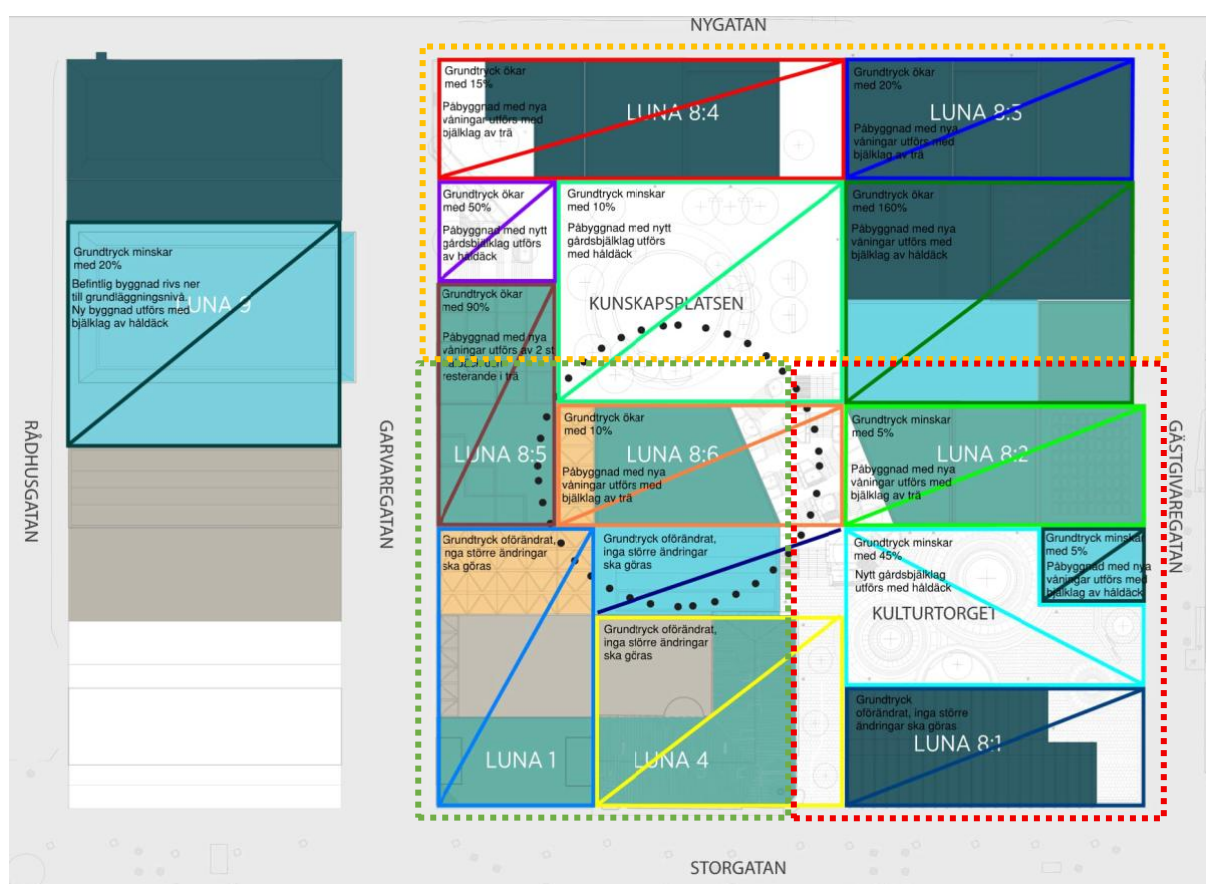 NYGATAN
Grundtryck ökar
med 15%
Påbyggnad med nya
våningar utförs med
bjälklag av trä
LUNA 8:4
Grundtryck ökar
med 20%
Påbyggnad med nya
våningar utförs med
bjälklag av trä
LUNA 8:3
Grundtryck ökar
med 50%
Påbyggnad med nytt
gårdsbjälklag utförs
av håldäck
Grundtryck minskar
med 10%
Påbyggnad med nytt
gårdsbjälklag utförs
med håldäck
KUNSKAPSPLATSEN
Grundtryck ökar
med 160%
Påbyggnad med nya
våningar utförs med
bjälklag av håldäck
Grundtryck minskar
med 20%
Befintlig byggnad rivs ner
till grundläggningsnivå.
Ny byggnad utförs med
bjälklag av håldäck
LUNA 9
Grundtryck ökar
med 90%
Påbyggnad med nya
våningar utförs av 2 st
resterande i trä
LUNA 8:5
Grundtryck ökar
med 10%
Påbyggnad med nya
våningar utförs med
bjälklag av trä
LUNA 8:6
Grundtryck minskar
med 5%
Påbyggnad med nya
våningar utförs med
bjälklag av trä
LUNA 8:2
RÅDHUSGATAN
GARVAREGATAN
GÄSTGIVAREGATAN
Grundtryck oförändrat,
inga större ändringar
ska göras
Grundtryck oförändrat,
inga större ändringar
ska göras
Grundtryck minskar
med 45%
Nytt gårdsbjälklag
utförs med håldäck
KULTURTORGET
Grundtryck minskar
med 5%
Påbyggnad med nya
våningar utförs med
bjälklag av håldäck
Grundtryck oförändrat,
inga större ändringar
ska göras
Grundtryck
oförändrat, inga större
ändringar ska göras
LUNA 8:1
LUNA 1
LUNA 4
STORGATAN